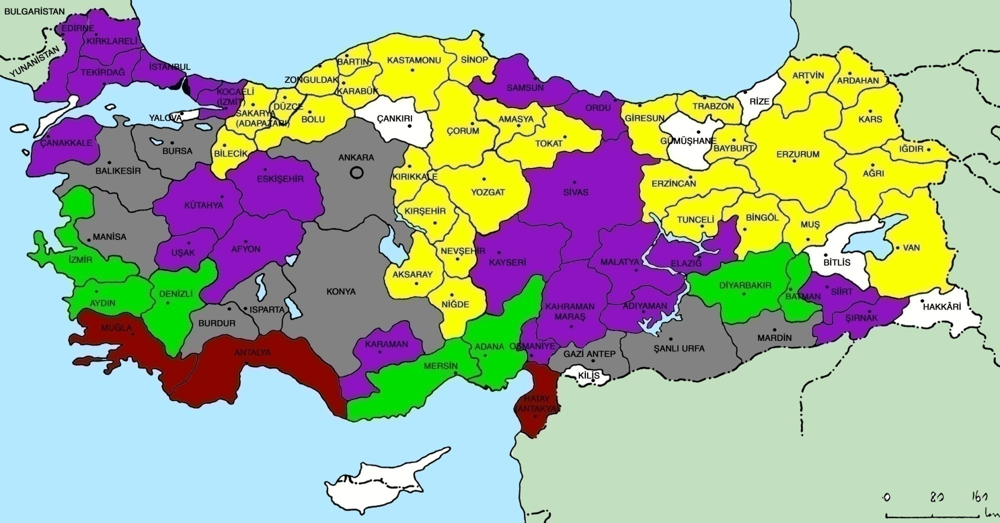 BULGARİSTAN
YUNANİSTAN
EDİRNE
KIRKLARELİ
TEKİRDAĞ
İSTANBUL
KOCAELİ
(İZMİT)
YALOVA
SAKARYA
(ADAPAZARI)
DÜZCE
ZONGULDAK
BARTIN
KARABÜK
BOLU
KASTAMONU
SİNOP
SAMSUN
ORDU
GİRESUN
TRABZON
RİZE
ARTVİN
ARDAHAN
KARS
IĞDIR
AĞRI
ERZURUM
BAYBURT
GÜMÜŞHANE
ERZİNCAN
TUNCELİ
BİNGÖL
MUŞ
VAN
BİTLİS
HAKKÂRİ
ŞIRNAK
SİİRT
BATMAN
DİYARBAKIR
MARDİN
ŞANLI URFA
ELAZIĞ
MALATYA
ADIYAMAN
KAHRAMAN
MARAŞ
GAZİ ANTEP
KİLİS
HATAY
(ANTAKYA)
OSMANİYE
ADANA
MERSİN
KARAMAN
NİĞDE
AKSARAY
NEVŞEHİR
KAYSERİ
SİVAS
YOZGAT
KIRŞEHİR
KIRIKKALE
ÇORUM
AMASYA
TOKAT
ÇANKIRI
ANKARA
ESKİŞEHİR
BİLECİK
BURSA
BALIKESİR
ÇANAKKALE
KÜTAHYA
MANİSA
UŞAK
AFYON
İZMİR
AYDIN
DENİZLİ
MUĞLA
BURDUR
ISPARTA
ANTALYA
KONYA
0 80 160
km